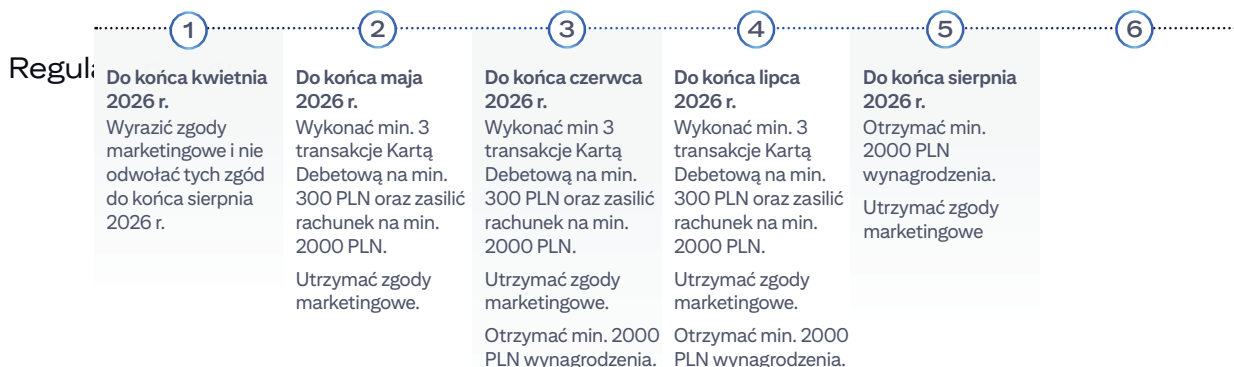 1
2
3
4
5
6
Regula
Do końca kwietnia
2026 r.
Wyrazić zgody
marketingowe i nie
odwołać tych zgód
do końca sierpnia
2026 r.
Do końca maja
2026 r.
Wykonać min. 3
transakcje Kartą
Debetową na min.
300 PLN oraz zasilić
rachunek na min.
2000 PLN.
Utrzymać zgody
marketingowe.
Do końca czerwca
2026 r.
Wykonać min 3
transakcje Kartą
Debetową na min.
300 PLN oraz zasilić
rachunek na min.
2000 PLN.
Utrzymać zgody
marketingowe.
Otrzymać min. 2000
PLN wynagrodzenia.
Do końca lipca
2026 r.
Wykonać min. 3
transakcje Kartą
Debetową na min.
300 PLN oraz zasilić
rachunek na min.
2000 PLN.
Utrzymać zgody
marketingowe.
Otrzymać min. 2000
PLN wynagrodzenia.
Do końca sierpnia
2026 r.
Otrzymać min.
2000 PLN
wynagrodzenia.
Utrzymać zgody
marketingowe